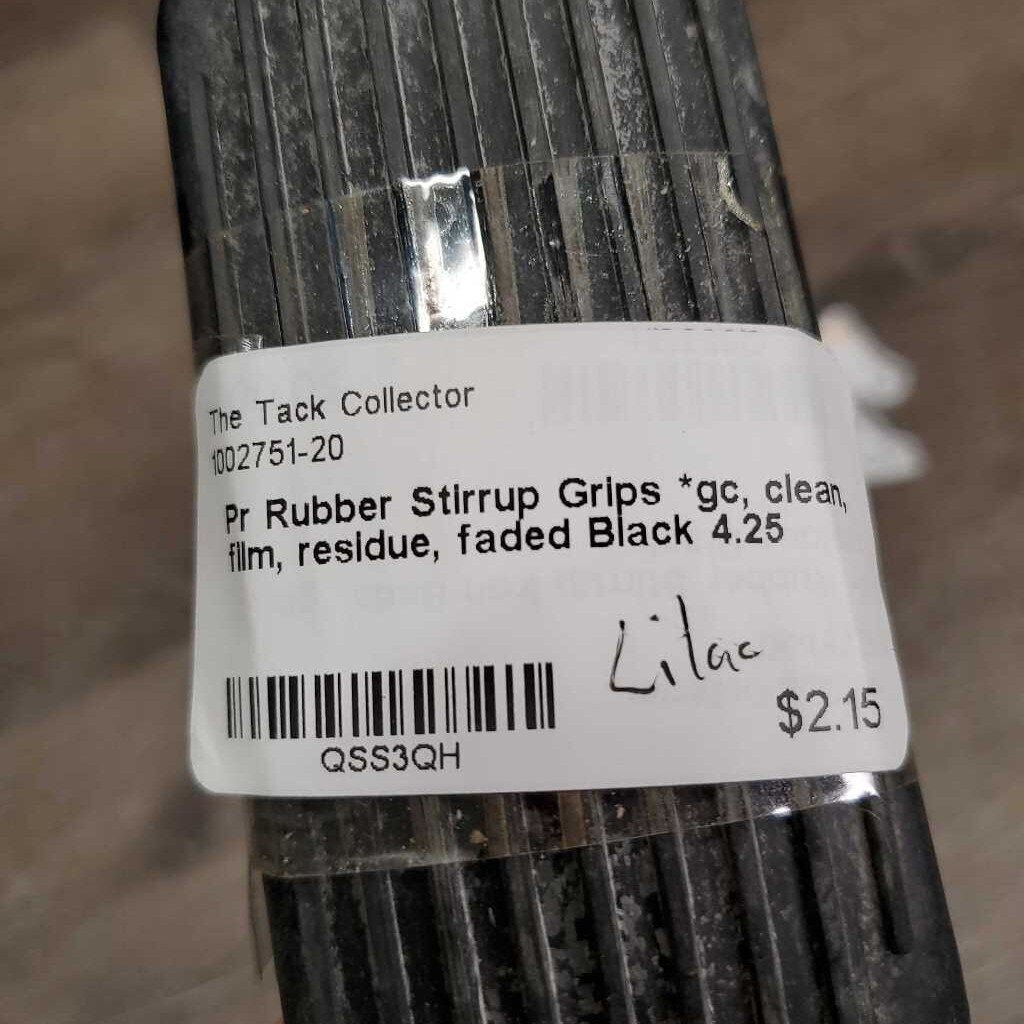 The Tack Collector
1002751-20
Pr Rubber Stirrup Grips *gc, clean,
film, residue, faded Black 4.25
Lilac
$2.15
QSS3QH